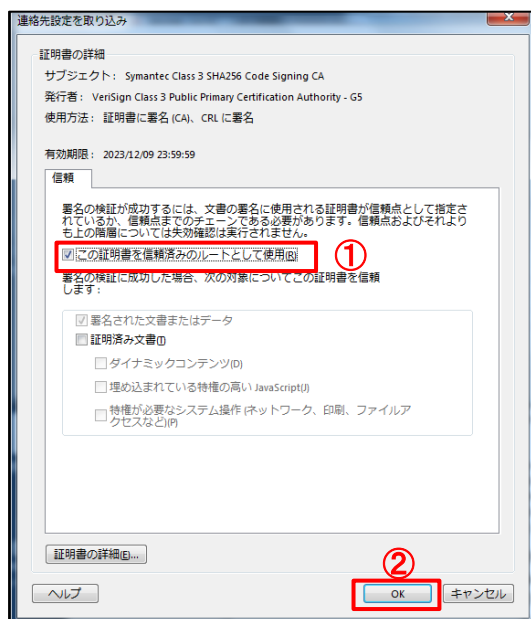 連絡先設定を取り込み
証明書の詳細
サブジェクト: Symantec Class 3 SHA256 Code Signing CA
発行者: VeriSign Class 3 Public Primary Certification Authority - G5
使用方法: 証明書に署名 (CA)、CRL に署名
有効期限: 2023/12/09 23:59:59
信頼
署名の検証が成功するには、文書の署名に使用される証明書が信頼点として指定さ
れているか、信頼点までのチェーンである必要があります。信頼点およびそれより
も上の階層については失効確認は実行されません。
この証明書を信頼済みのルートとして使用(R)
①
署名の検証に成功した場合、次の対象についてこの証明書を信頼
します:
署名された文書またはデータ
証明済み文書(I)
ダイナミックコンテンツ(D)
埋め込まれている特権の高い JavaScript(J)
特権が必要なシステム操作 (ネットワーク、印刷、ファイルア
クセスなど)(P)
証明書の詳細(E)...
②
ヘルプ
OK
キャンセル